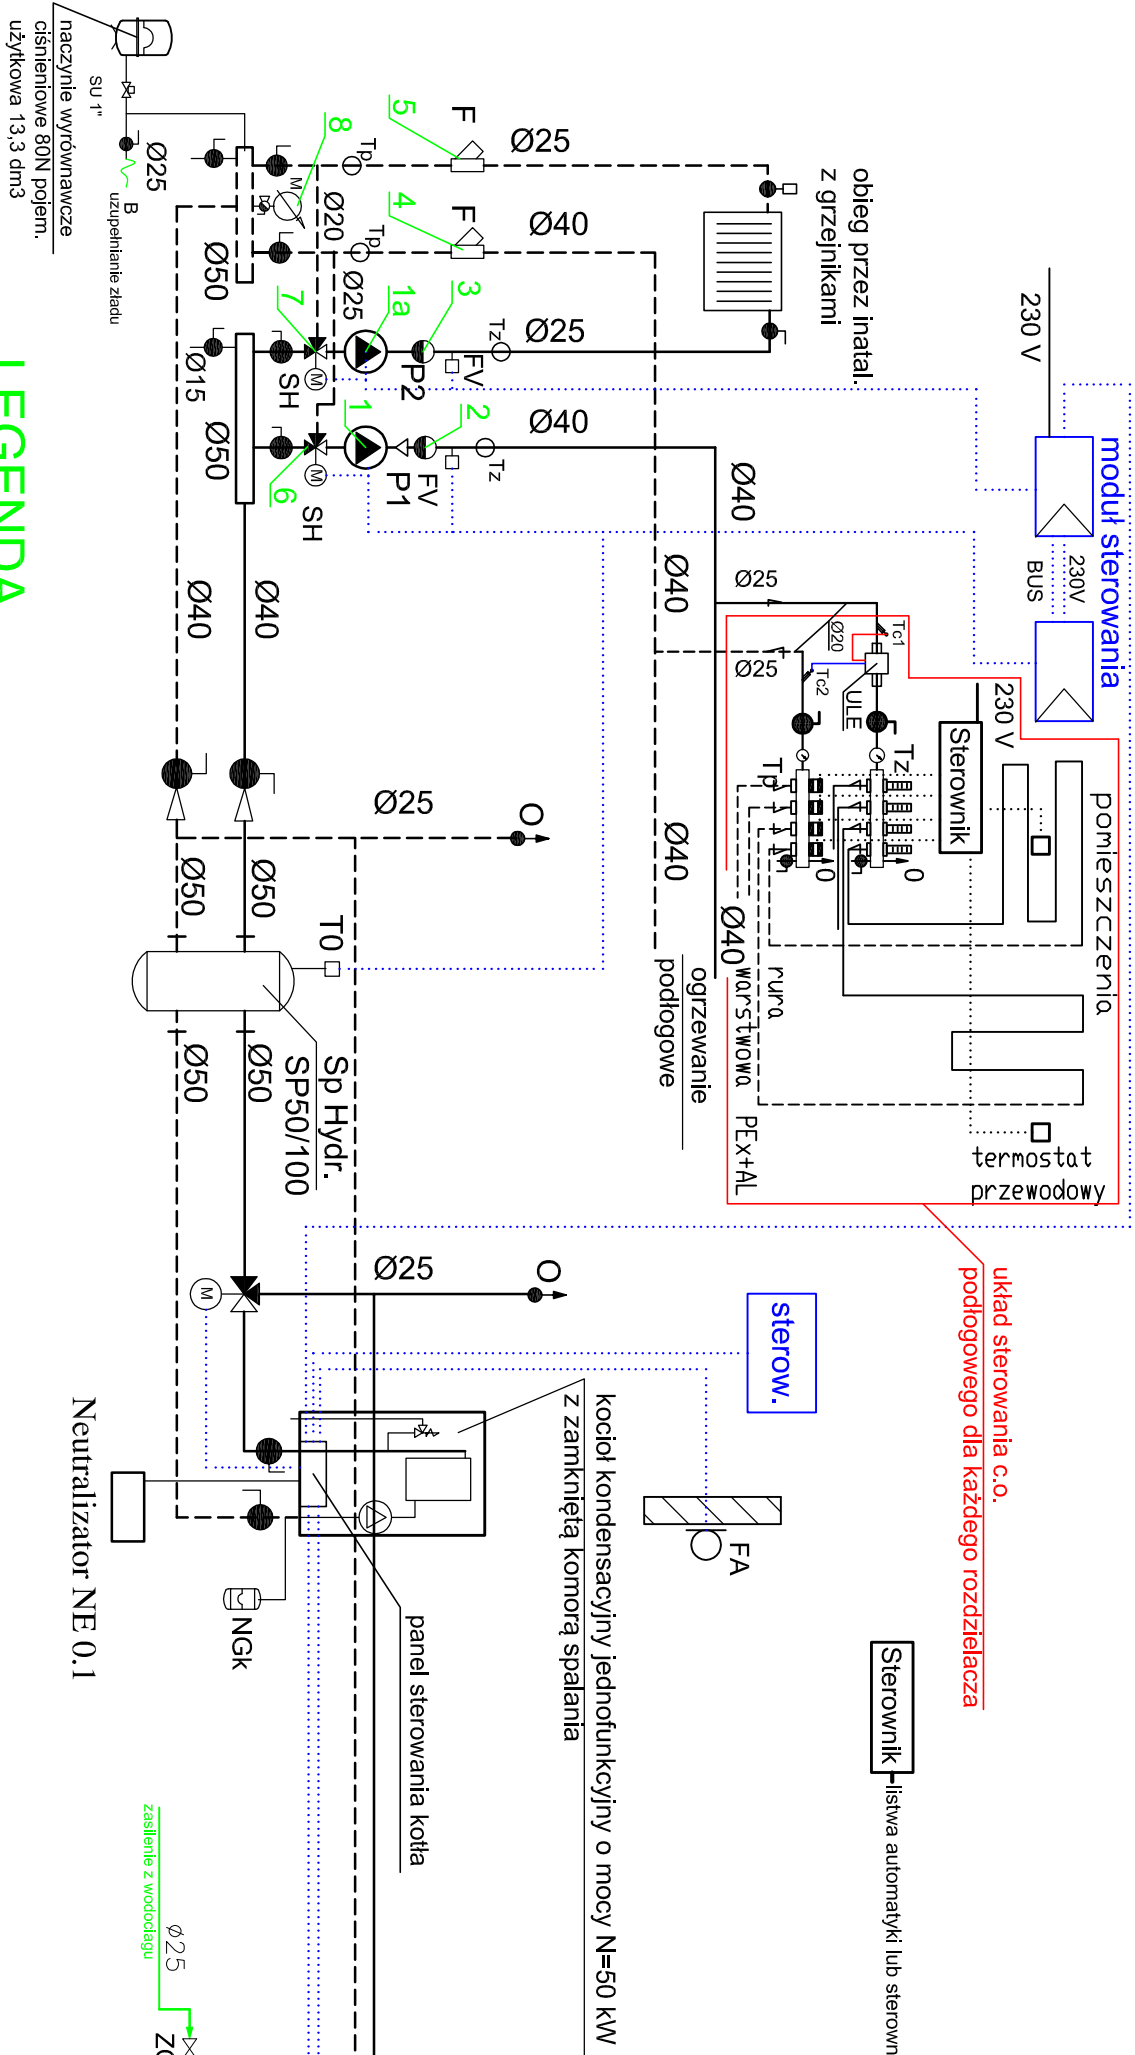 naczynie wyrównawcze
ciśnieniowe 80N pojem.
użytkowa 13,3 dm3
SU 1"
Ø25
B
uzupełnianie zładu
LEGENDA
8
5
F
Ø25
Tp
M
Ø20
4
F
Ø40
Tp
Ø50
Ø25
obieg przez inatal.
z grzejnikami
7
1a
3
Tz
Ø25
FV
P2
M
SH
Ø15
Ø50
1
2
Ø40
Tz
FV
P1
M
6
SH
230 V
moduł sterowania
230V
BUS
Ø40
Ø40
Ø40
Ø40
Ø25
Ø25
Ø20
Tc1
Tc2
ULE
230 V
Sterownik
Tz
Tp
O
O
pomieszczenia
Ø40
Ø40
rura
warstwowa PEx+AL
ogrzewanie
podłogowe
termostat
przewodowy
Ø25
O
Ø50
Ø50
T0
Sp Hydr.
SP50/100
Ø50
Ø50
układ sterowania c.o.
podłogowego dla każdego rozdzielacza
Ø25
O
M
sterow.
FA
kocioł kondensacyjny jednofunkcyjny o mocy N=50 kW
z zamkniętą komorą spalania
panel sterowania kotła
NGk
Neutralizator NE 0.1
Sterownik
listwa automatyki lub sterown
zasilenie z wodociągu
Ø25